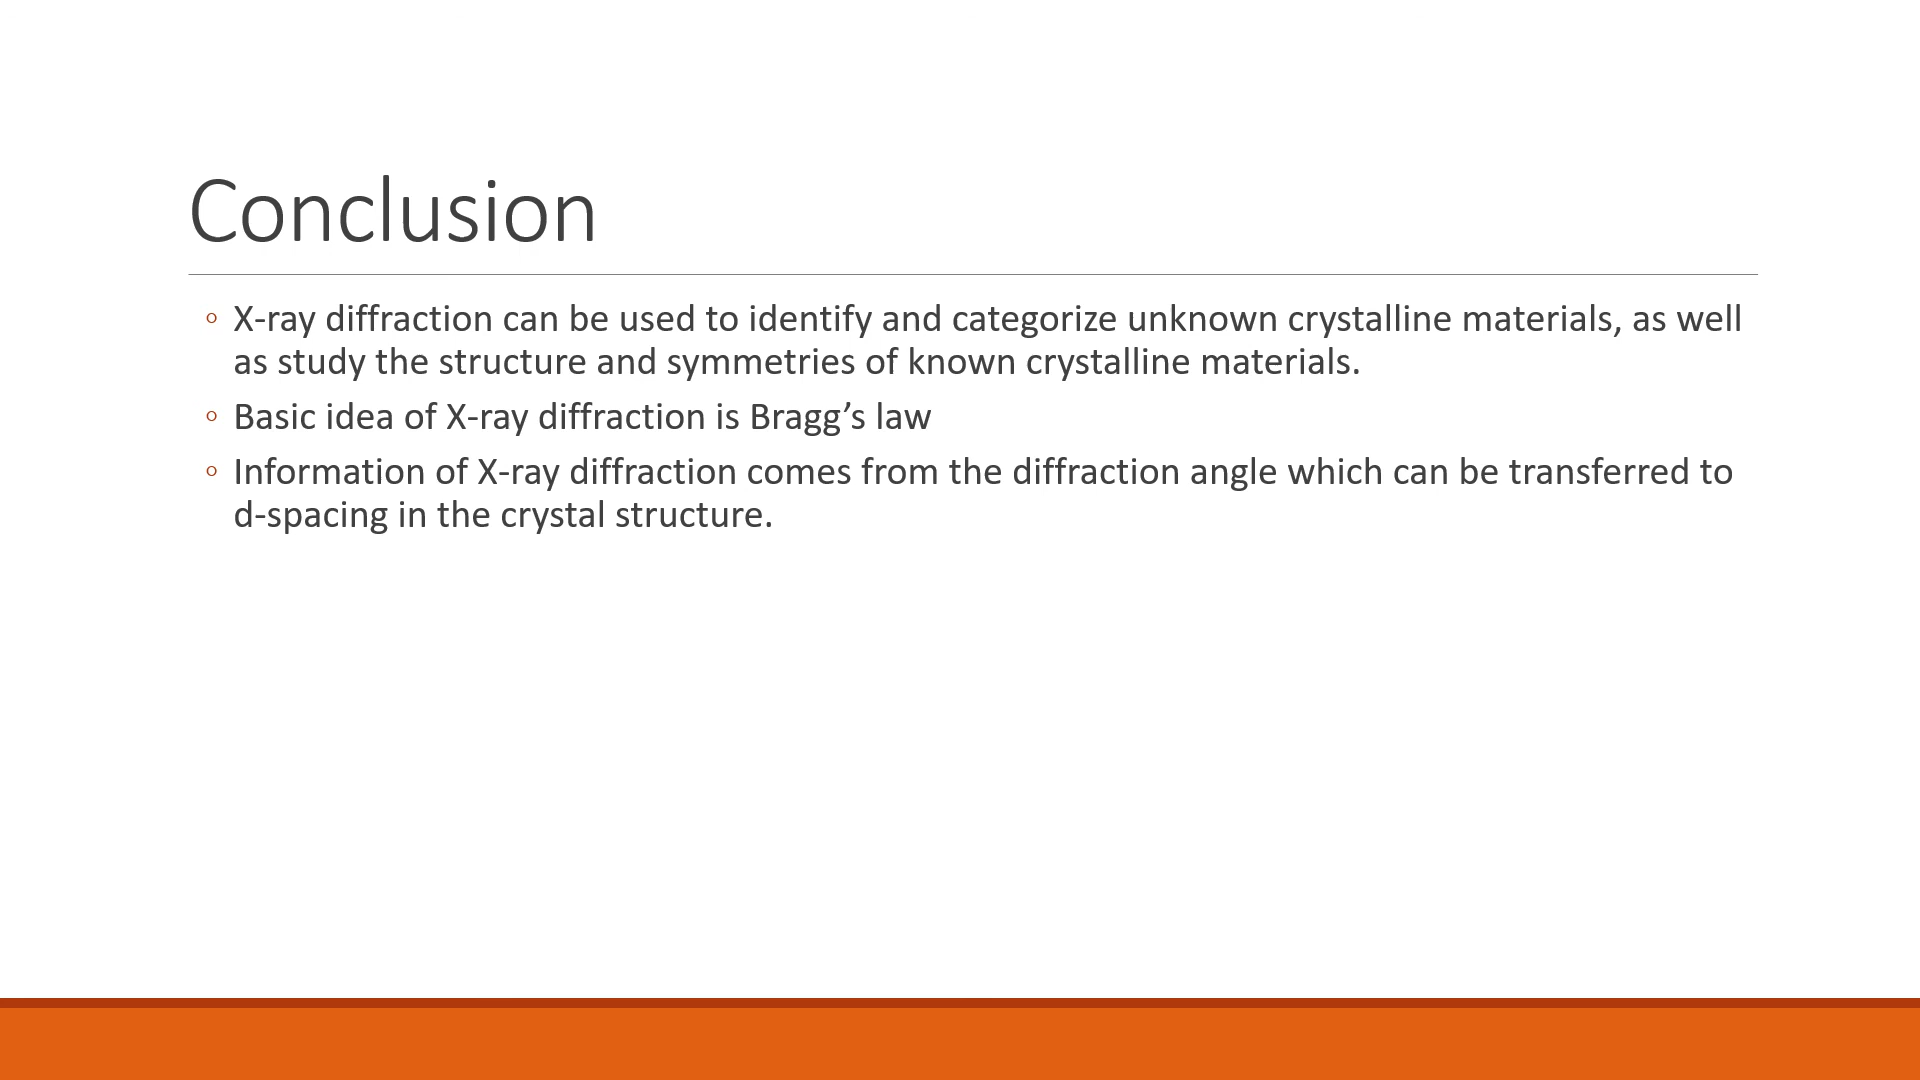 Conclusion
◦ X-ray diffraction can be used to identify and categorize unknown crystalline materials, as well
as study the structure and symmetries of known crystalline materials.
◦ Basic idea of X-ray diffraction is Bragg’s law
◦ Information of X-ray diffraction comes from the diffraction angle which can be transferred to
d-spacing in the crystal structure.